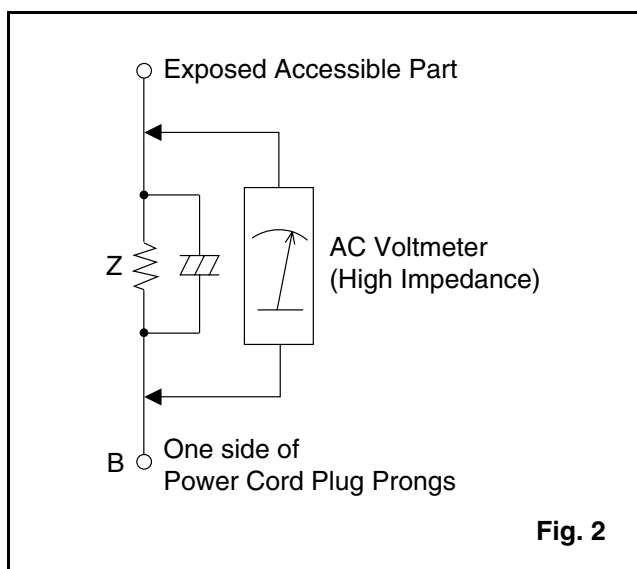 Exposed Accessible Part
Z
AC Voltmeter
(High Impedance)
B
One side of
Power Cord Plug Prongs
Fig. 2